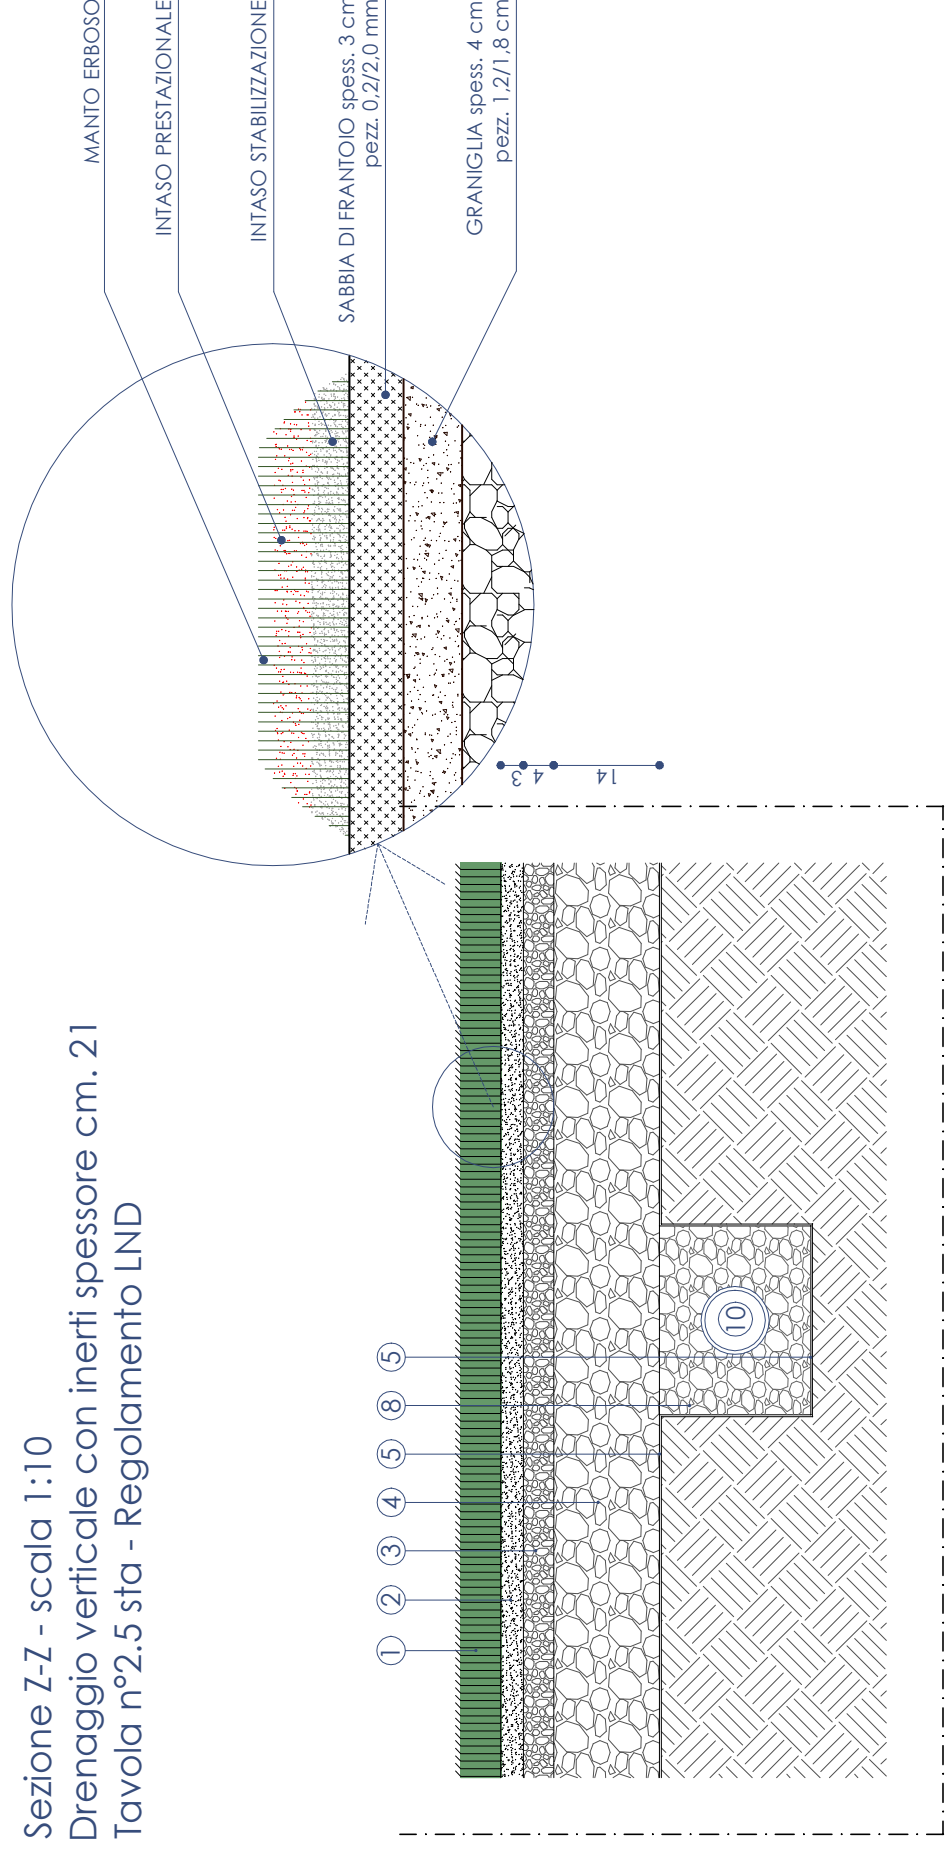 Sezione Z-Z - scala 1:10
Drenaggio verticale con inerti spessore cm. 21
Tavola n°2.5 sta - Regolamento LND
MANTO ERBOSO
INTASO PRESTAZIONALE
INTASO STABILIZZAZIONE
SABBIA DI FRANTOIO spess. 3 cm
pezz. 0,2/2,0 mm
GRANIGLIA spess. 4 cm
pezz. 1,2/1,8 cm
3
4
14
1
2
3
4
5
8
5
10